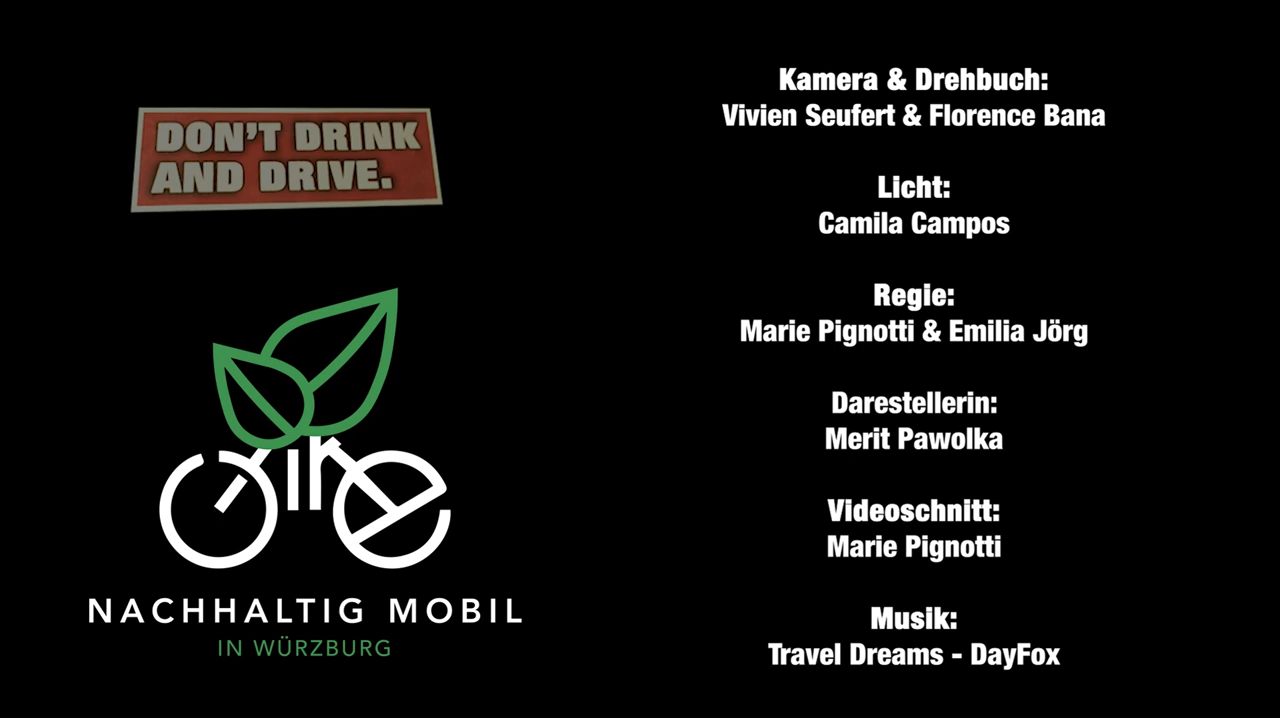 DON'T DRINK
AND DRIVE.
NACHHALTIG MOBIL
IN WÜRZBURG
Kamera & Drehbuch:
Vivien Seufert & Florence Bana
Licht:
Camila Campos
Regie:
Marie Pignotti & Emilia Jörg
Darestellerin:
Merit Pawolka
Videoschnitt:
Marie Pignotti
Musik:
Travel Dreams - DayFox